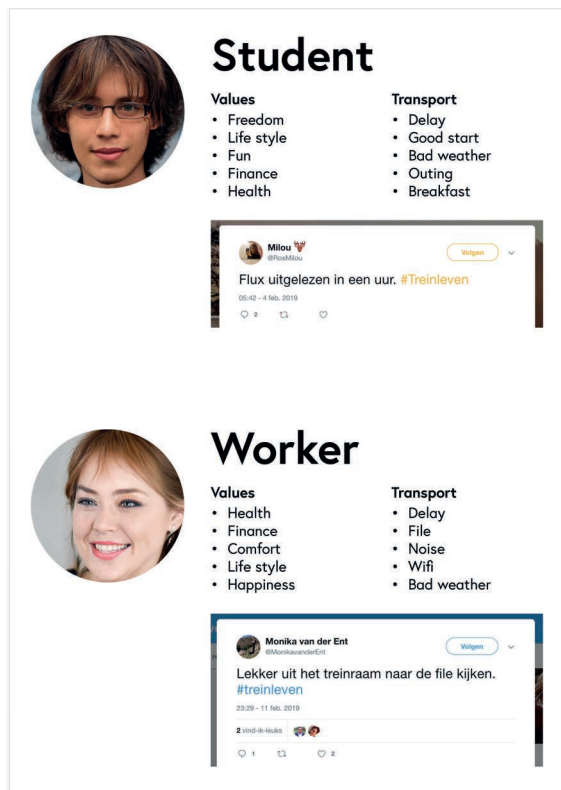 Student
Values
• Freedom
• Life style
• Fun
• Finance
• Health
Transport
• Delay
• Good start
• Bad weather
• Outing
• Breakfast
Milou
@RosMilou
Volgen
Flux uitgelezen in een uur. #Treinleven
05:42 - 4 feb. 2019
2
Worker
Values
• Health
• Finance
• Comfort
• Life style
• Happiness
Transport
• Delay
• File
• Noise
• Wifi
• Bad weather
Monika van der Ent
@MonikavanderEnt
Volgen
Lekker uit het treinraam naar de file kijken.
#treinleven
23:29 - 11 feb. 2019
2 vind-ik-leuks
1 2